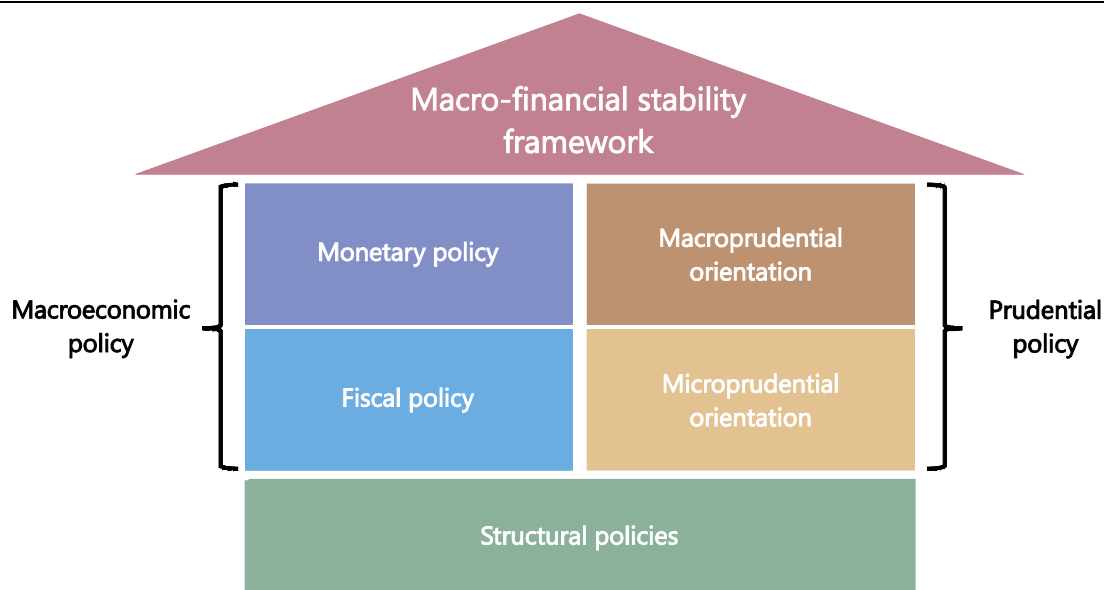 Macro-financial stability
framework
Macroeconomic
policy
Monetary policy
Macroprudential
orientation
Fiscal policy
Microprudential
orientation
Prudential
policy
Structural policies